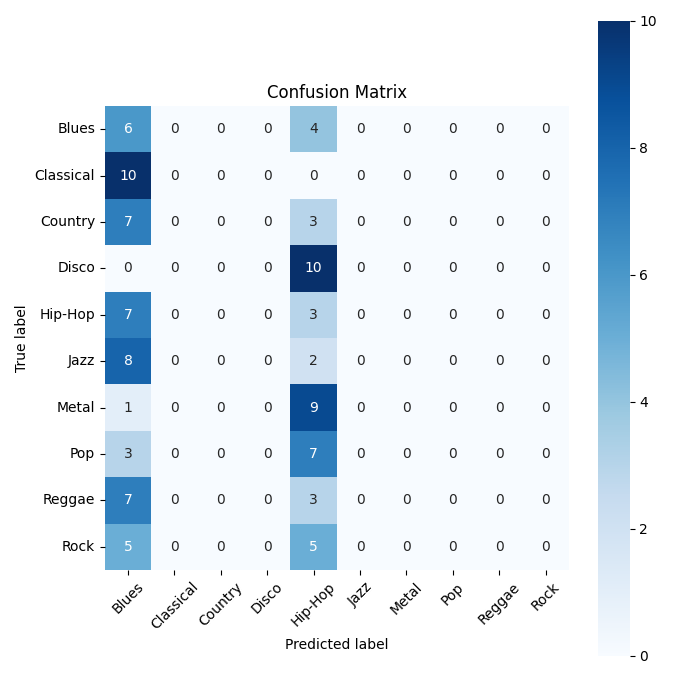 Confusion Matrix
True label
Blues 6 0 0 0 4 0 0 0 0 0
Classical 10 0 0 0 0 0 0 0 0 0
Country 7 0 0 0 3 0 0 0 0 0
Disco 0 0 0 0 10 0 0 0 0 0
Hip-Hop 7 0 0 0 3 0 0 0 0 0
Jazz 8 0 0 0 2 0 0 0 0 0
Metal 1 0 0 0 9 0 0 0 0 0
Pop 3 0 0 0 7 0 0 0 0 0
Reggae 7 0 0 0 3 0 0 0 0 0
Rock 5 0 0 0 5 0 0 0 0 0
Blues Classical Country Disco Hip-Hop Jazz Metal Pop Reggae Rock
Predicted label
10
8
6
4
2
0